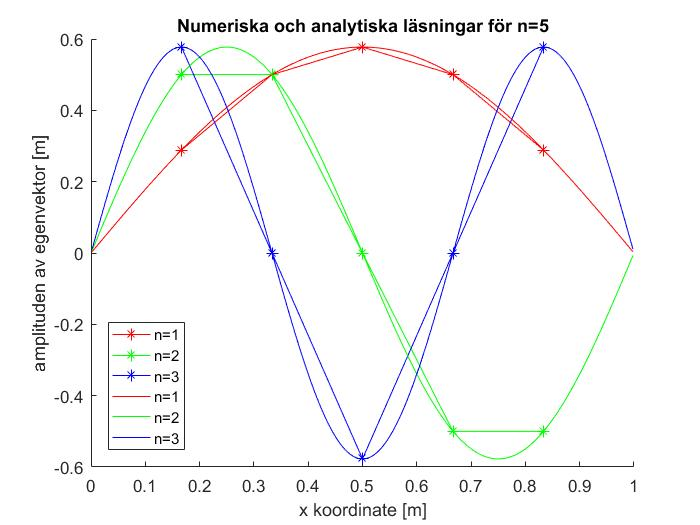 Numeriska och analytiska läsningar för n=5
amplituden av egenvektor [m]
0.6
0.4
0.2
0
-0.2
-0.4
-0.6
n=1
n=2
n=3
n=1
n=2
n=3
0 0.1 0.2 0.3 0.4 0.5 0.6 0.7 0.8 0.9 1
x koordinate [m]